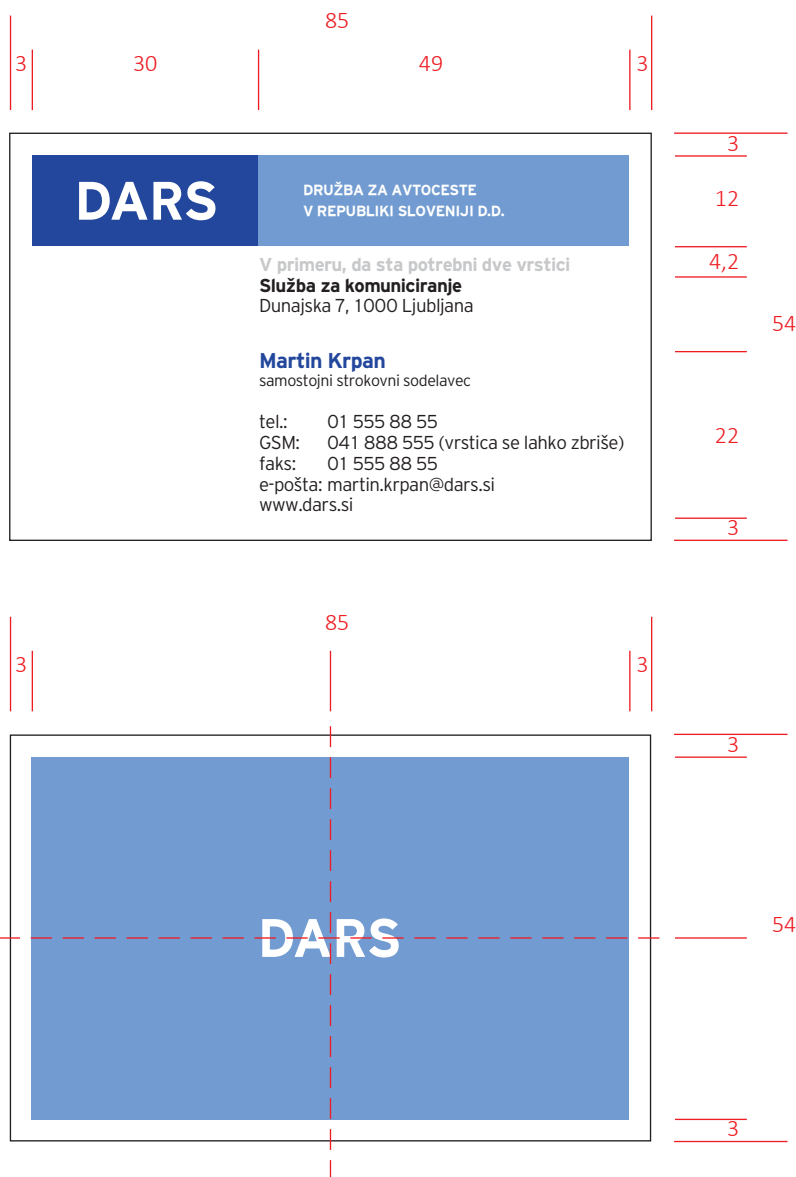 85
3 30 49 3
3
DARS
DRUŽBA ZA AVTOCESTE
V REPUBLIKI SLOVENIJI D.D.
12
V primeru, da sta potrebni dve vrstici
4,2
Služba za komuniciranje
Dunajska 7, 1000 Ljubljana
54
Martin Krpan
samostojni strokovni sodelavec
tel.: 01 555 88 55
GSM: 041 888 555 (vrstica se lahko zbriše)
22
faks: 01 555 88 55
e-pošta: martin.krpan@dars.si
www.dars.si
3
85
3 3
3
DARS
54
3